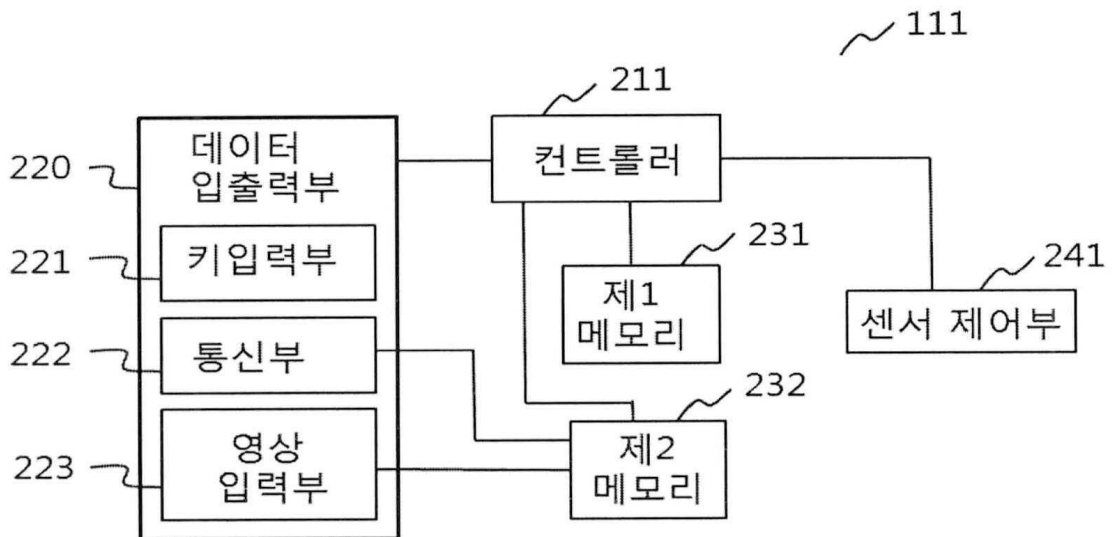 111
211
데이터
입출력부
220
컨트롤러
키입력부
221
231
제1
메모리
241
센서 제어부
통신부
222
232
영상
입력부
223
제2
메모리